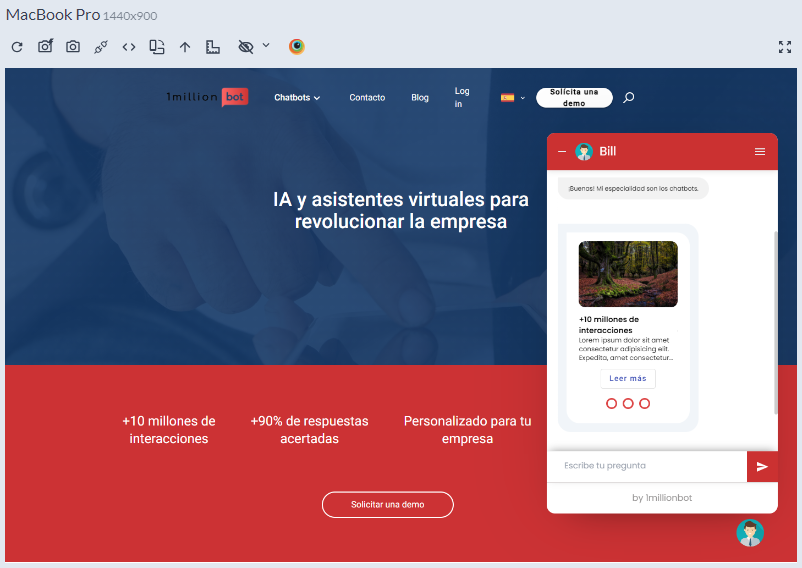 MacBook Pro 1440x900
1million bot
Chatbots
Contacto
Blog
Log
in
Solicita una
demo
IA y asistentes virtuales para
revolucionar la empresa
Bill
¡Buenas! Mi especialidad son los chatbots.
+10 millones de
interacciones
Lorem ipsum dolor sit amet
consectetur adipisicing elit.
Expedita, amet consectetur...
Leer más
Escribe tu pregunta
by 1millionbot
+10 millones de
interacciones
+90% de respuestas
acertadas
Personalizado para tu
empresa
Solicitar una demo